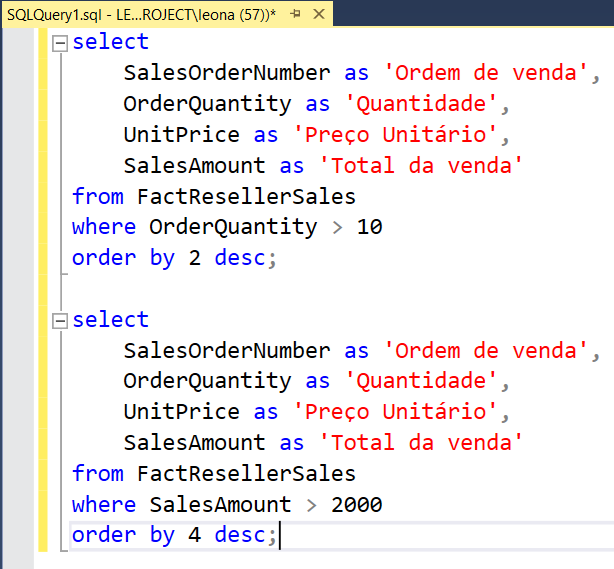 SQLQuery1.sql - LE...ROJECT\leona (57))*
select
SalesOrderNumber as 'Ordem de venda',
OrderQuantity as 'Quantidade',
UnitPrice as 'Preço Unitário',
SalesAmount as 'Total da venda'
from FactResellerSales
where OrderQuantity > 10
order by 2 desc;
select
SalesOrderNumber as 'Ordem de venda',
OrderQuantity as 'Quantidade',
UnitPrice as 'Preço Unitário',
SalesAmount as 'Total da venda'
from FactResellerSales
where SalesAmount > 2000
order by 4 desc;